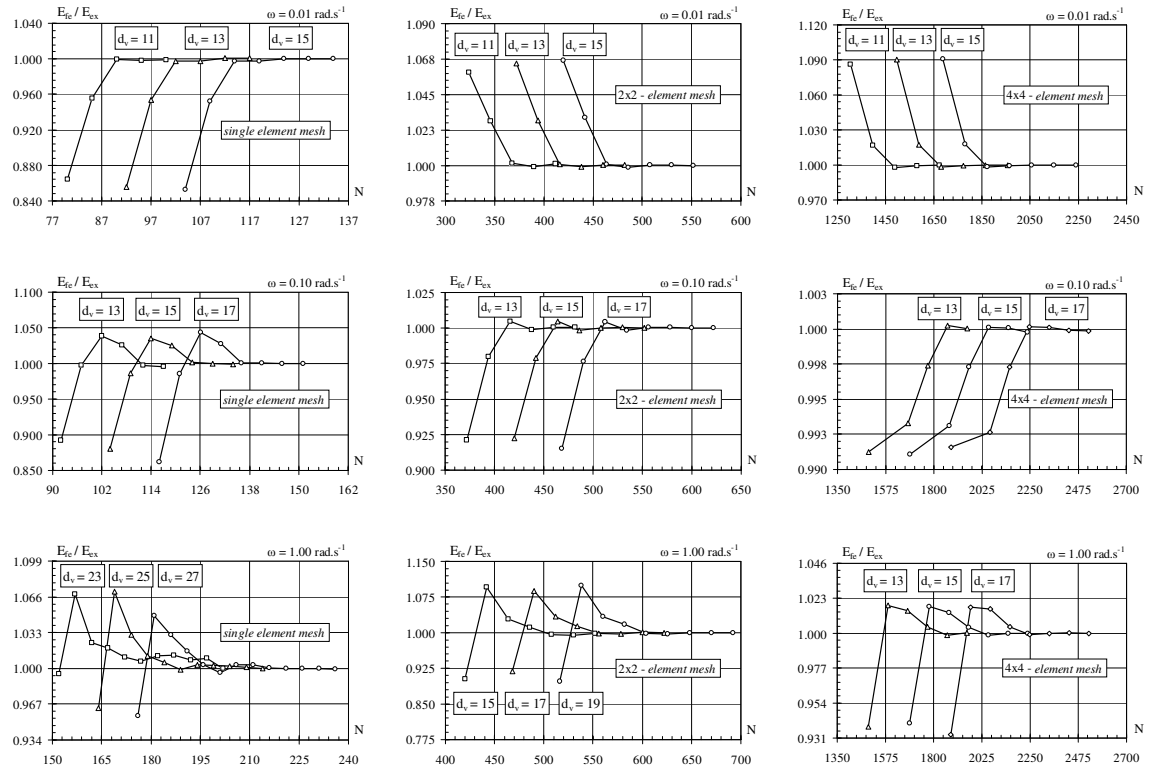 E_fe / E_ex ω = 0.01 rad.s^-1
1.040
1.000
0.960
0.920
0.880
0.840
d_v = 11 d_v = 13 d_v = 15
single element mesh
N
77 87 97 107 117 127 137
E_fe / E_ex ω = 0.01 rad.s^-1
1.090
1.068
1.045
1.023
1.000
0.978
d_v = 11 d_v = 13 d_v = 15
2x2 - element mesh
N
300 350 400 450 500 550 600
E_fe / E_ex ω = 0.01 rad.s^-1
1.120
1.090
1.060
1.030
1.000
0.970
d_v = 11 d_v = 13 d_v = 15
4x4 - element mesh
N
1250 1450 1650 1850 2050 2250 2450
E_fe / E_ex ω = 0.10 rad.s^-1
1.100
1.050
1.000
0.950
0.900
0.850
d_v = 13 d_v = 15 d_v = 17
single element mesh
N
90 102 114 126 138 150 162
E_fe / E_ex ω = 0.10 rad.s^-1
1.025
1.000
0.975
0.950
0.925
0.900
d_v = 13 d_v = 15 d_v = 17
2x2 - element mesh
N
350 400 450 500 550 600 650
E_fe / E_ex ω = 0.10 rad.s^-1
1.003
1.000
0.998
0.995
0.993
0.990
d_v = 13 d_v = 15 d_v = 17
4x4 - element mesh
N
1350 1575 1800 2025 2250 2475 2700
E_fe / E_ex ω = 1.00 rad.s^-1
1.099
1.066
1.033
1.000
0.967
0.934
d_v = 23 d_v = 25 d_v = 27
single element mesh
N
150 165 180 195 210 225 240
E_fe / E_ex ω = 1.00 rad.s^-1
1.150
1.075
1.000
0.925
0.850
0.775
2x2 - element mesh
d_v = 15 d_v = 17 d_v = 19
N
400 450 500 550 600 650 700
E_fe / E_ex ω = 1.00 rad.s^-1
1.046
1.023
1.000
0.977
0.954
0.931
d_v = 13 d_v = 15 d_v = 17
4x4 - element mesh
N
1350 1575 1800 2025 2250 2475 2700